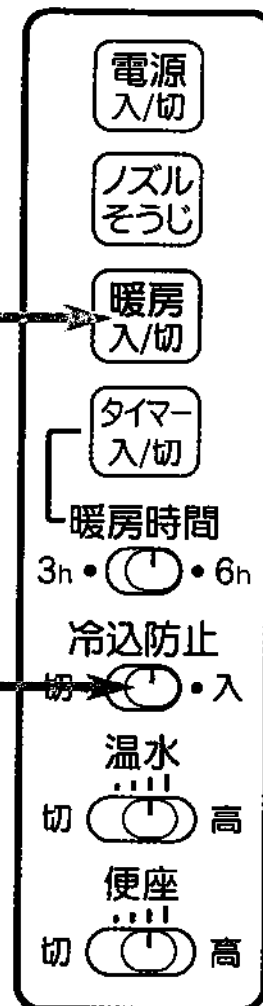 電源
入/切
ノズル
そうじ
暖房
入/切
タイマー
入/切
暖房時間
3h • • 6h
冷込防止
切 • 入
温水
切 高
便座
切 高